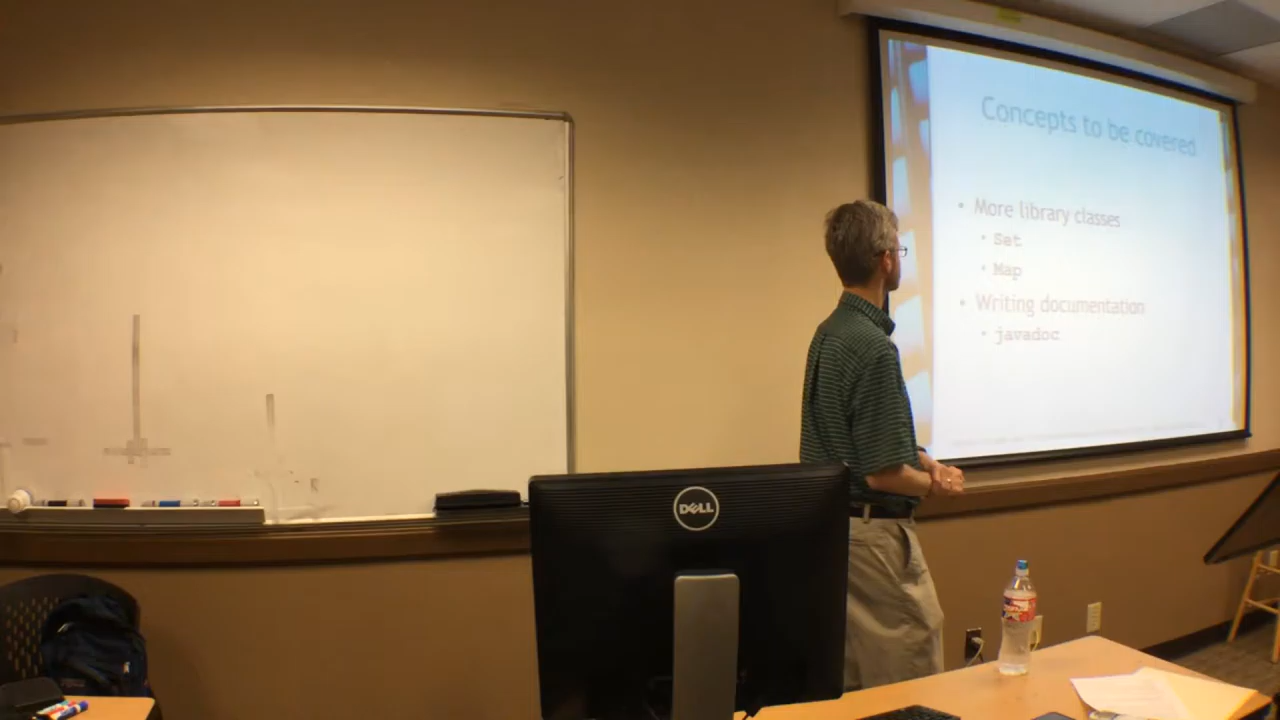 Concepts to be covered
• More library classes
• Set
• Map
• Writing documentation
• javadoc
DELL